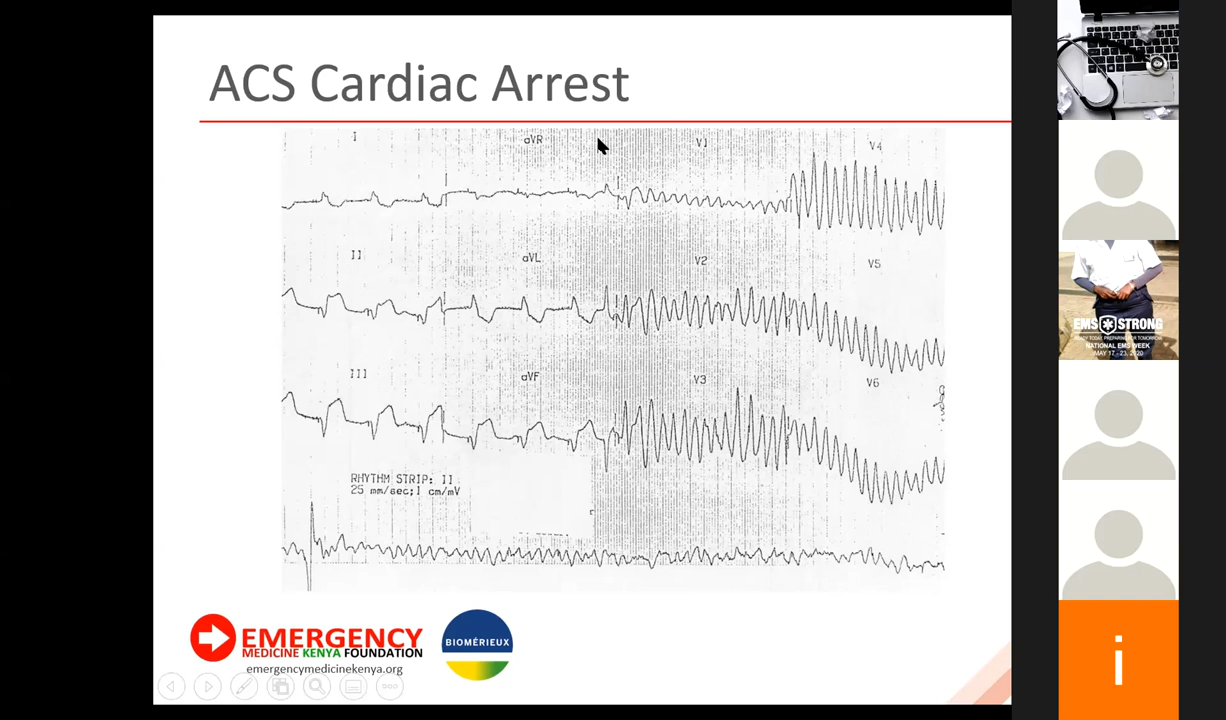 ACS Cardiac Arrest
I aVR V1 V4
II aVL V2 V5
III aVF V3 V6
RHYTHM STRIP: II
25 mm/sec;1 cm/mV
EMERGENCY
MEDICINE KENYA FOUNDATION
emergencymedicinekenya.org
BIOMÉRIEUX
EMS STRONG
NATIONAL EMS WEEK
MAY 17 - 23, 2020
i